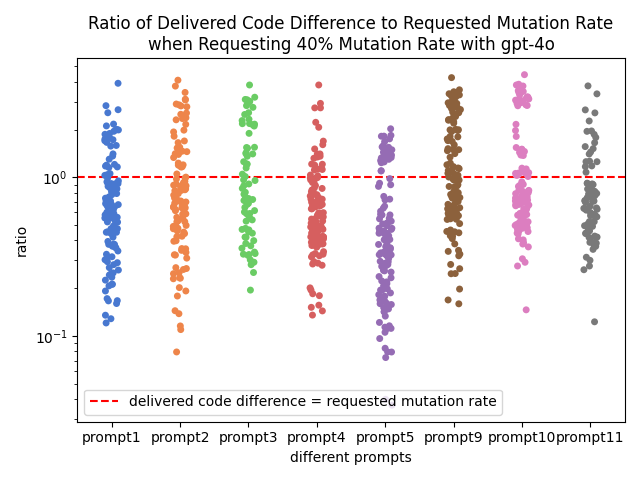 Ratio of Delivered Code Difference to Requested Mutation Rate
when Requesting 40% Mutation Rate with gpt-4o
ratio
10¹
10⁰
10⁻¹
delivered code difference = requested mutation rate
prompt1 prompt2 prompt3 prompt4 prompt5 prompt9 prompt10 prompt11
different prompts